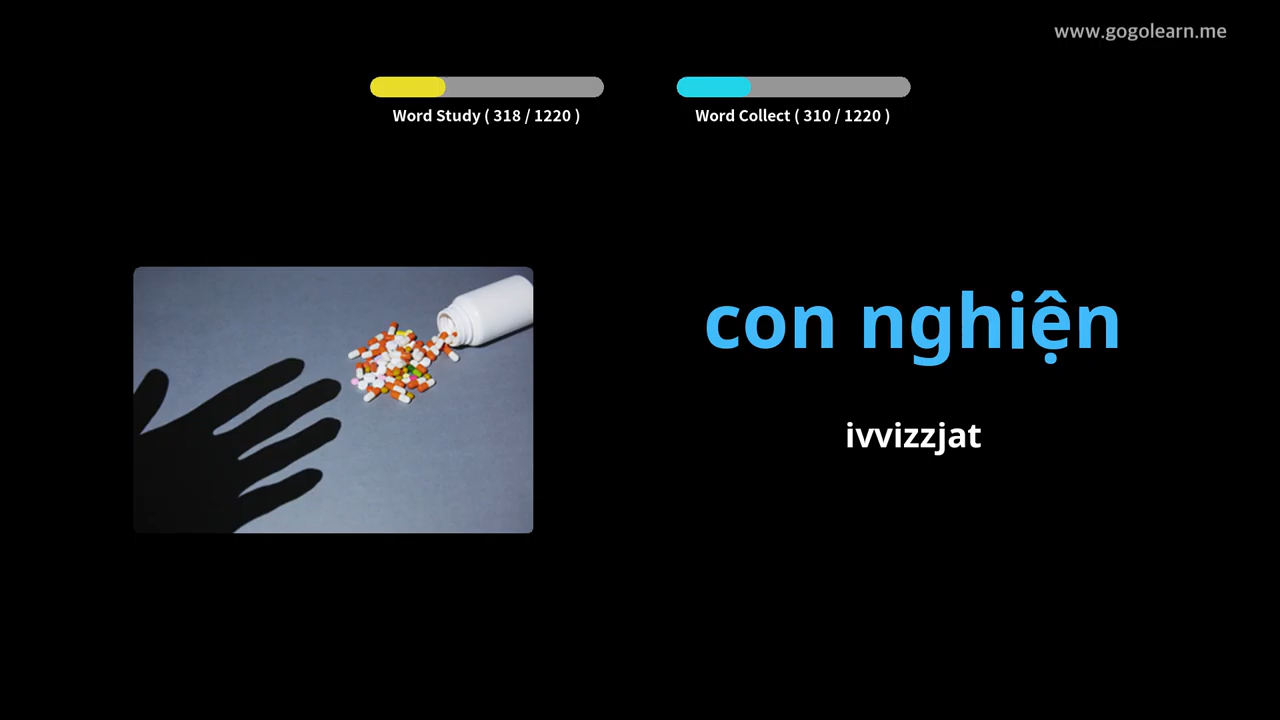 www.gogolearn.me
Word Study ( 318 / 1220 )
Word Collect ( 310 / 1220 )
con nghiện
ivvizzjat